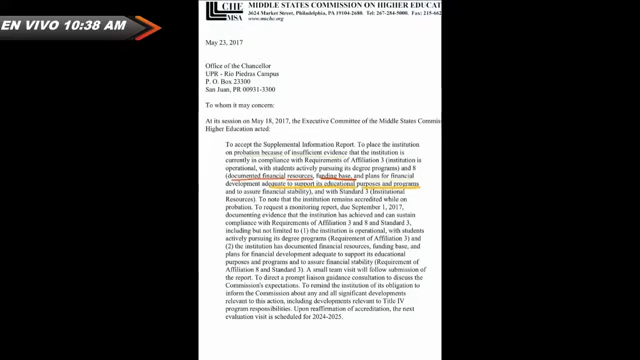 EN VIVO 10:38 AM
CHE
MSA
MIDDLE STATES COMMISSION ON HIGHER EDUCAT
3624 Market Street, Philadelphia, PA 19104-2680. Tel: 267-284-5000. Fax: 215-662
www.msche.org
May 23, 2017
Office of the Chancellor
UPR - Rio Piedras Campus
P. O. Box 23300
San Juan, PR 00931-3300
To whom it may concern:
At its session on May 18, 2017, the Executive Committee of the Middle States Commiss
Higher Education acted:
To accept the Supplemental Information Report. To place the institution
on probation because of insufficient evidence that the institution is
currently in compliance with Requirements of Affiliation 3 (institution is
operational, with students actively pursuing its degree programs) and 8
(documented financial resources, funding base, and plans for financial
development adequate to support its educational purposes and programs
and to assure financial stability), and with Standard 3 (Institutional
Resources). To note that the institution remains accredited while on
probation. To request a monitoring report, due September 1, 2017,
documenting evidence that the institution has achieved and can sustain
compliance with Requirements of Affiliation 3 and 8 and Standard 3,
including but not limited to (1) the institution is operational, with students
actively pursuing its degree programs (Requirement of Affiliation 3) and
(2) the institution has documented financial resources, funding base, and
plans for financial development adequate to support its educational
purposes and programs and to assure financial stability (Requirement of
Affiliation 8 and Standard 3). A small team visit will follow submission of
the report. To direct a prompt liaison guidance consultation to discuss the
Commission's expectations. To remind the institution of its obligation to
inform the Commission about any and all significant developments
relevant to this action, including developments relevant to Title IV
program responsibilities. Upon reaffirmation of accreditation, the next
evaluation visit is scheduled for 2024-2025.